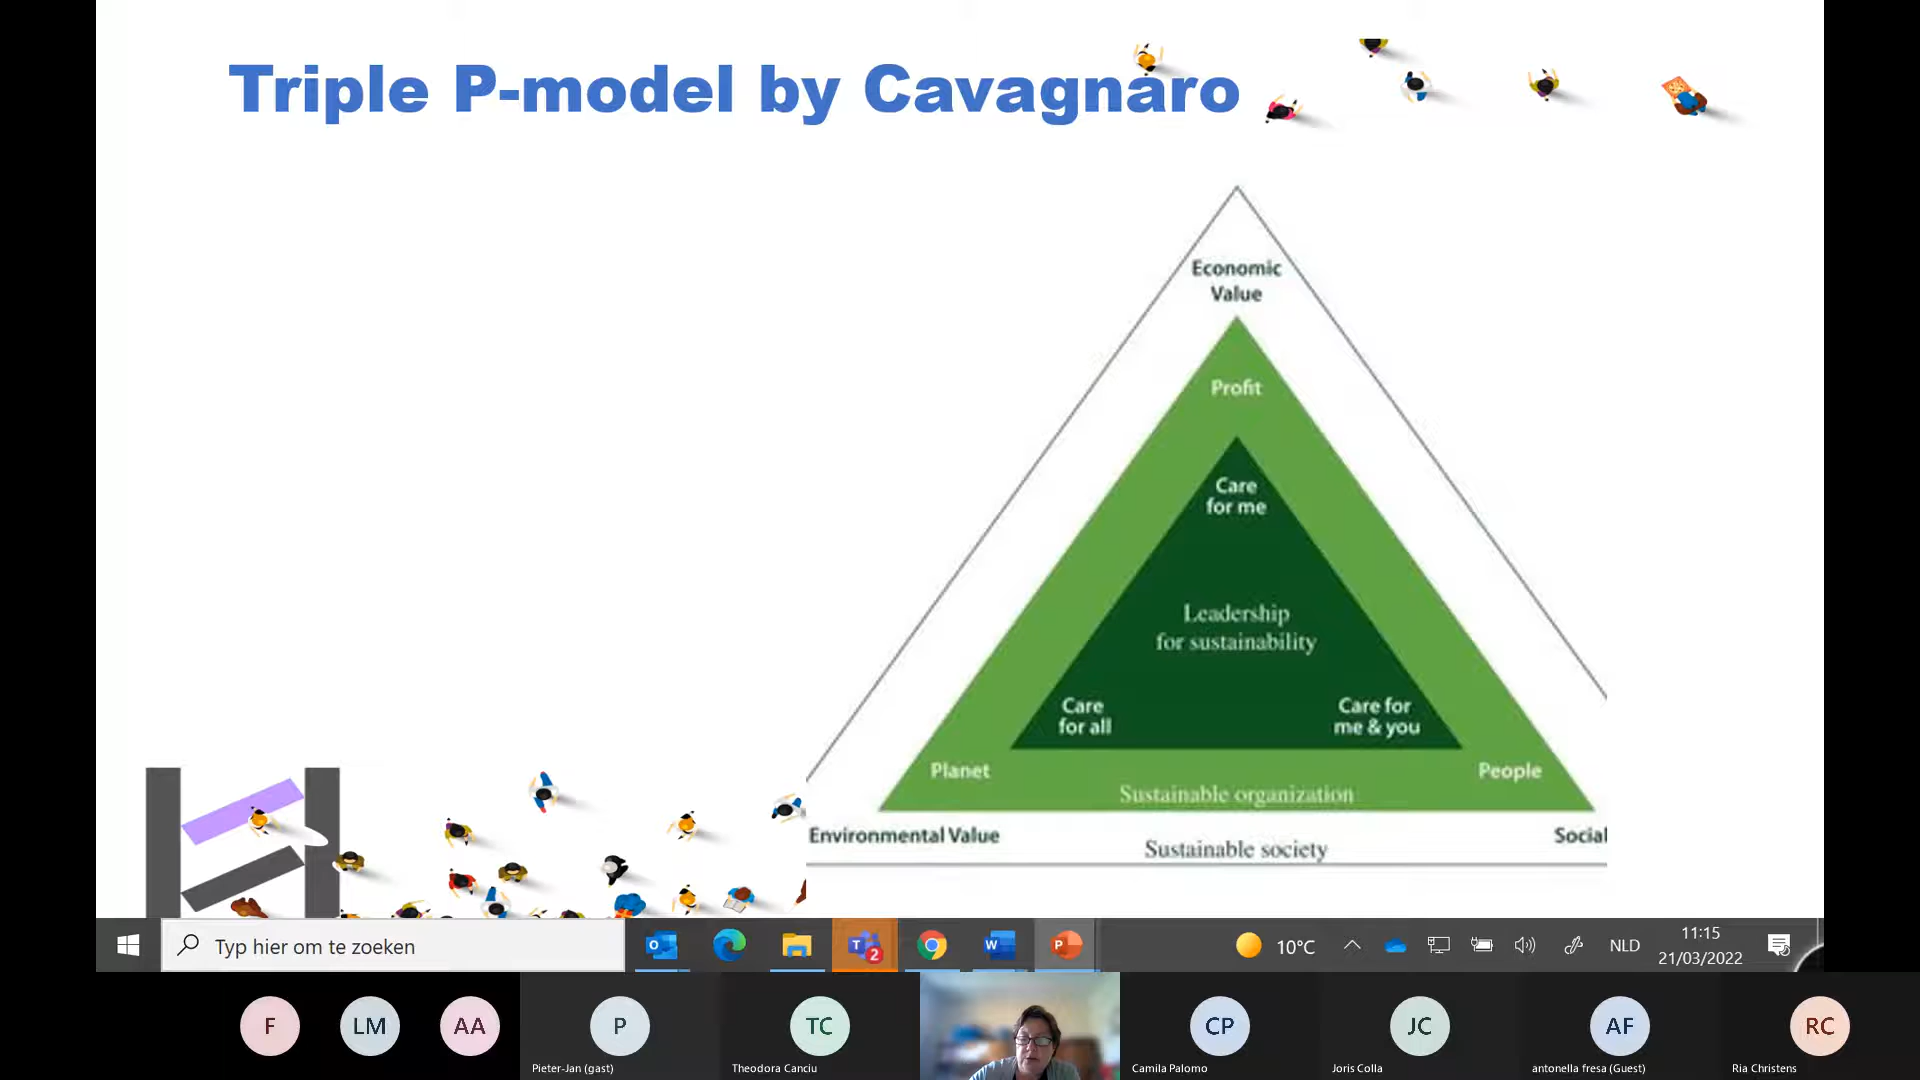 Triple P-model by Cavagnaro
Economic
Value
Profit
Care
for me
Leadership
for sustainability
Care
for all
Care for
me & you
Planet
People
Sustainable organization
Environmental Value
Social
Sustainable society
Typ hier om te zoeken
2
10°C
NLD
11:15
21/03/2022
F
LM
AA
P
TC
CP
JC
AF
RC
Pieter-Jan (gast)
Theodora Canciu
Camila Palomo
Joris Colla
antonella fresa (Guest)
Ria Christens